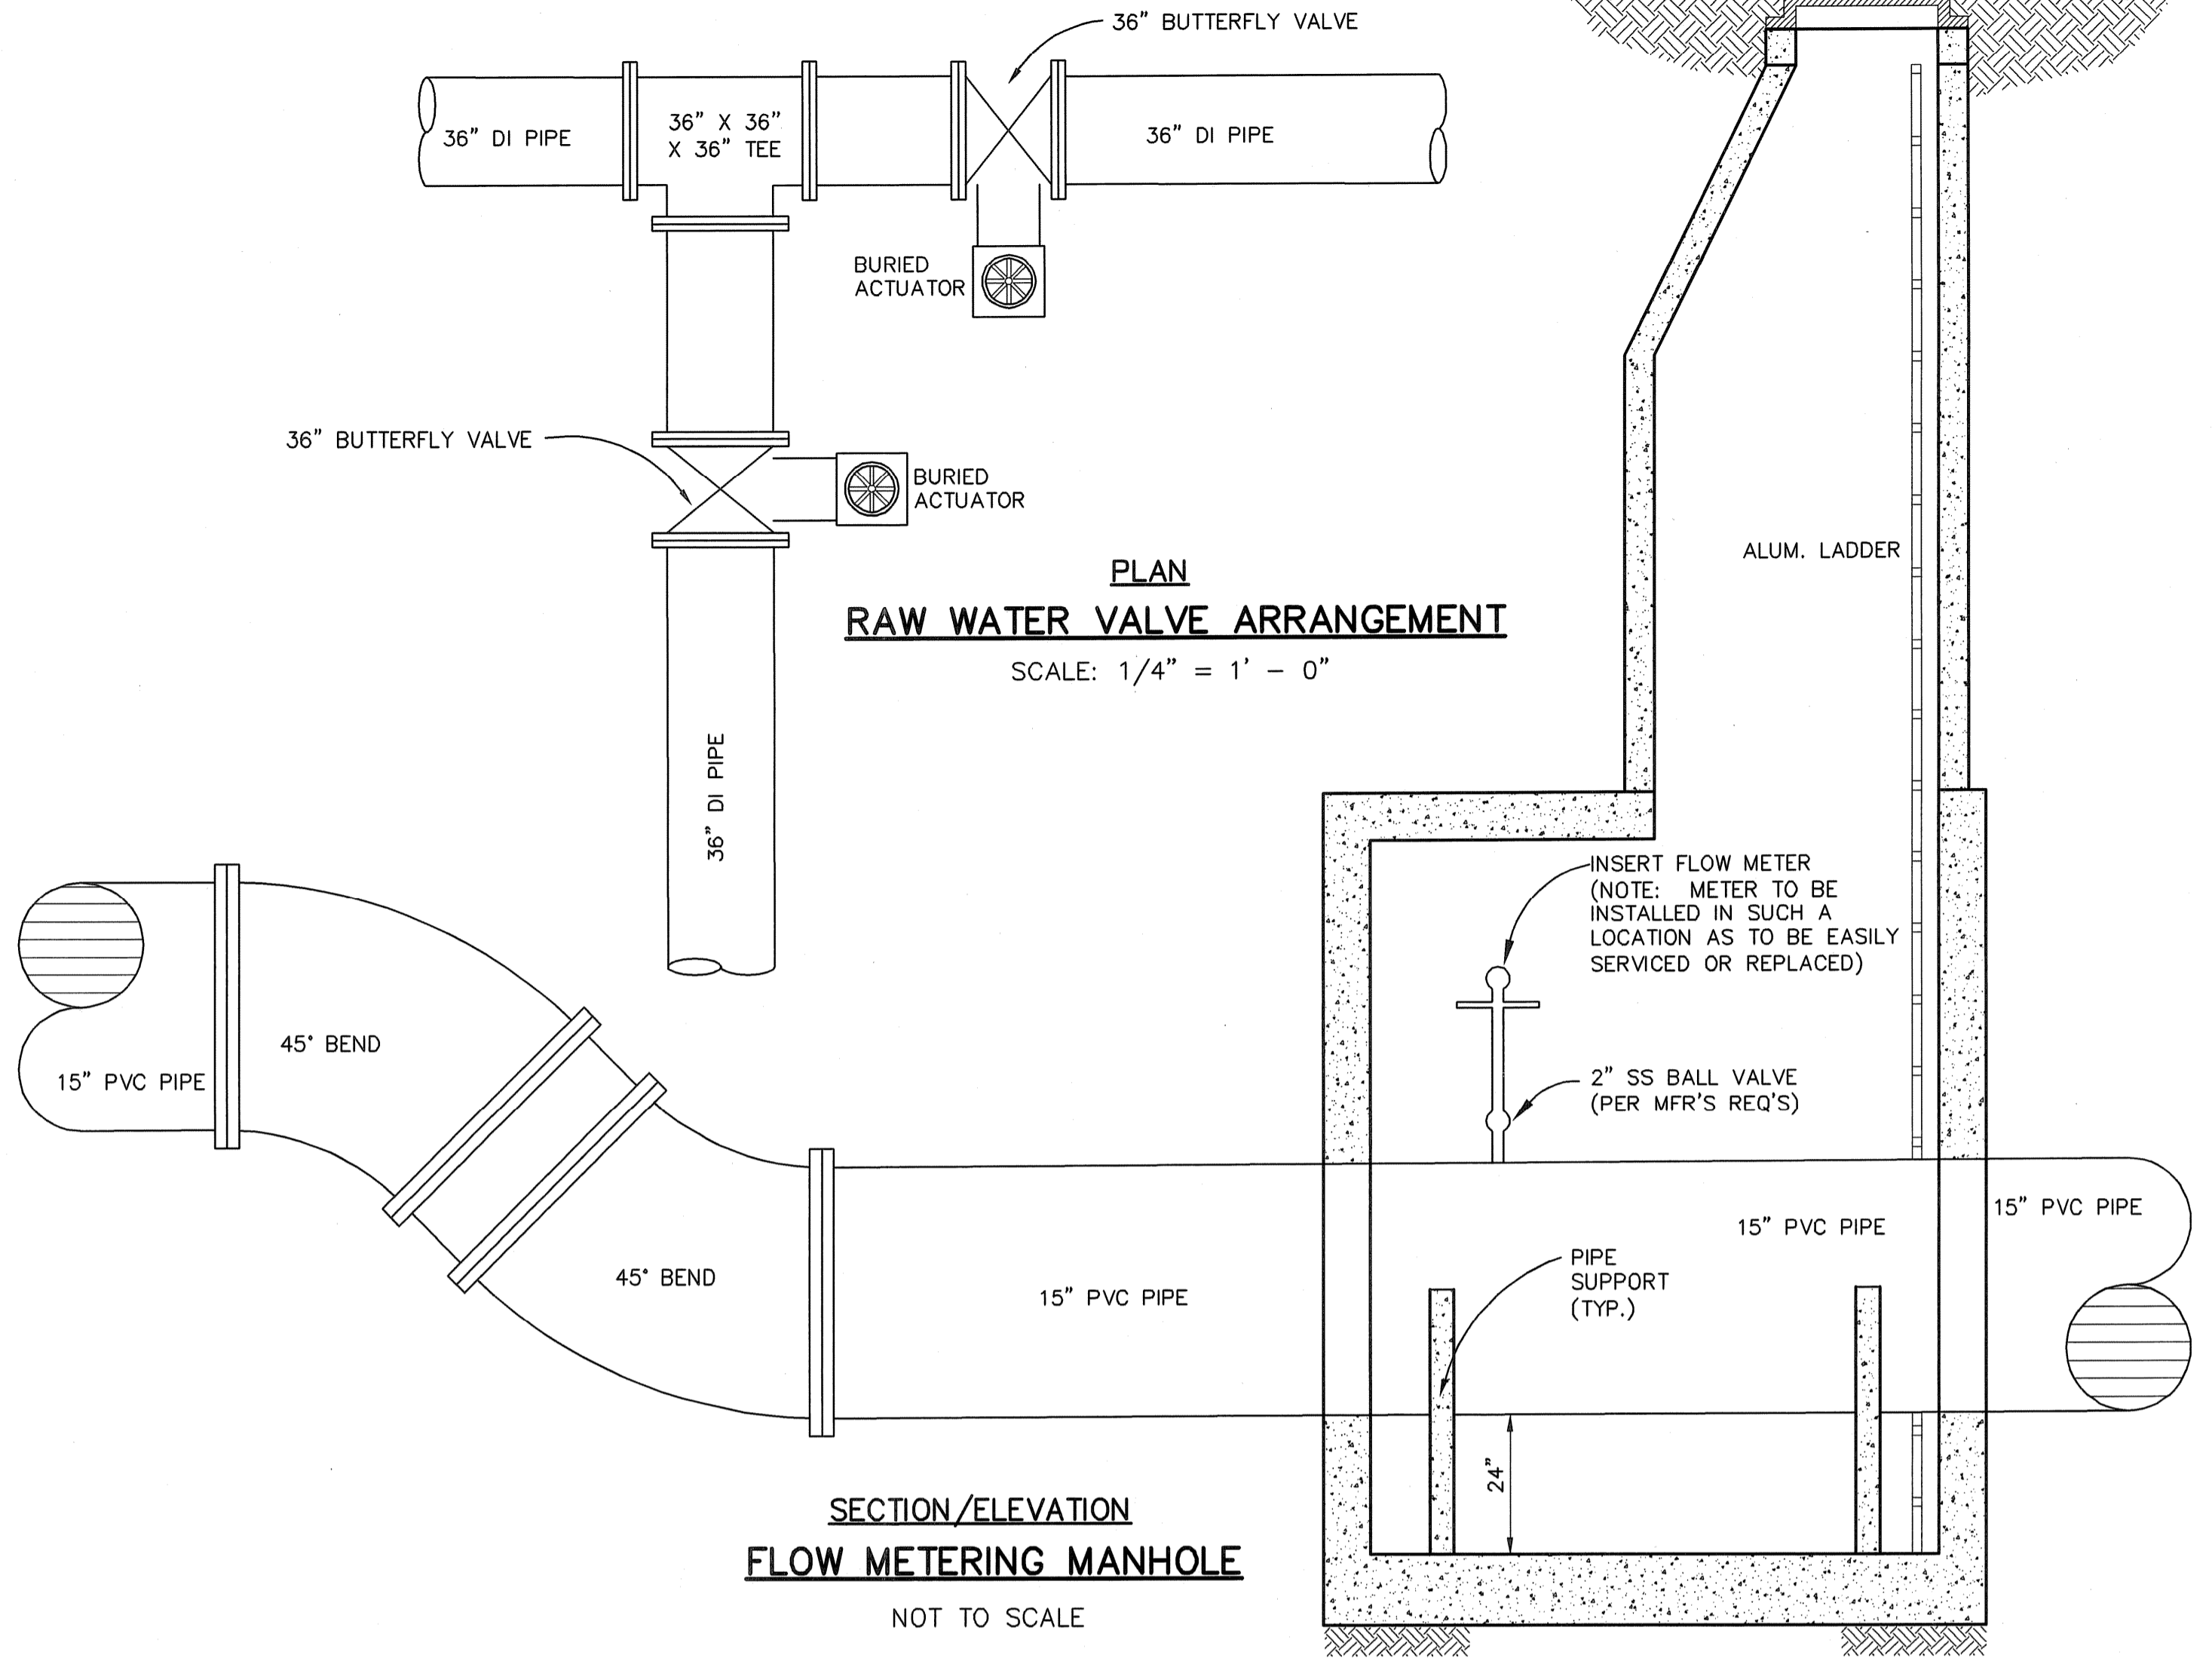 36" BUTTERFLY VALVE
36" DI PIPE
36" X 36"
X 36" TEE
36" DI PIPE
BURIED
ACTUATOR
36" BUTTERFLY VALVE
BURIED
ACTUATOR
36" DI PIPE
PLAN
RAW WATER VALVE ARRANGEMENT
SCALE: 1/4" = 1' - 0"
ALUM. LADDER
INSERT FLOW METER
(NOTE: METER TO BE
INSTALLED IN SUCH A
LOCATION AS TO BE EASILY
SERVICED OR REPLACED)
2" SS BALL VALVE
(PER MFR'S REQ'S)
45° BEND
15" PVC PIPE
45° BEND
15" PVC PIPE
PIPE
SUPPORT
(TYP.)
15" PVC PIPE
15" PVC PIPE
24"
SECTION/ELEVATION
FLOW METERING MANHOLE
NOT TO SCALE